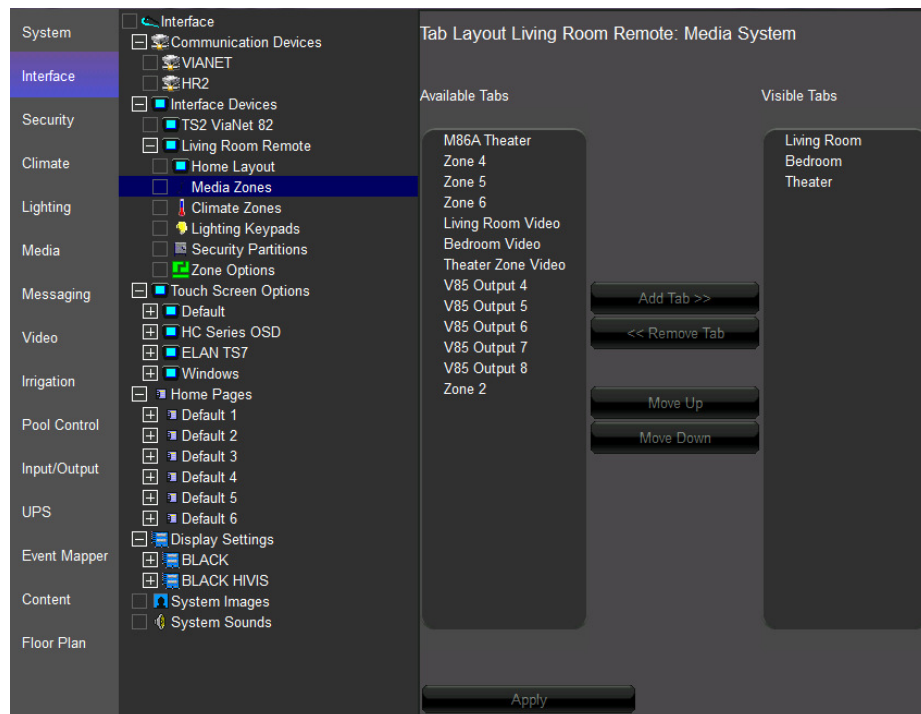 System
Interface
Security
Climate
Lighting
Media
Messaging
Video
Irrigation
Pool Control
Input/Output
UPS
Event Mapper
Content
Floor Plan
Interface
Communication Devices
VIANET
HR2
Interface Devices
TS2 ViaNet 82
Living Room Remote
Home Layout
Media Zones
Climate Zones
Lighting Keypads
Security Partitions
Zone Options
Touch Screen Options
Default
HC Series OSD
ELAN TS7
Windows
Home Pages
Default 1
Default 2
Default 3
Default 4
Default 5
Default 6
Display Settings
BLACK
BLACK HIVIS
System Images
System Sounds
Tab Layout Living Room Remote: Media System
Available Tabs
M86A Theater
Zone 4
Zone 5
Zone 6
Living Room Video
Bedroom Video
Theater Zone Video
V85 Output 4
V85 Output 5
V85 Output 6
V85 Output 7
V85 Output 8
Zone 2
Add Tab >>
<< Remove Tab
Move Up
Move Down
Visible Tabs
Living Room
Bedroom
Theater
Apply